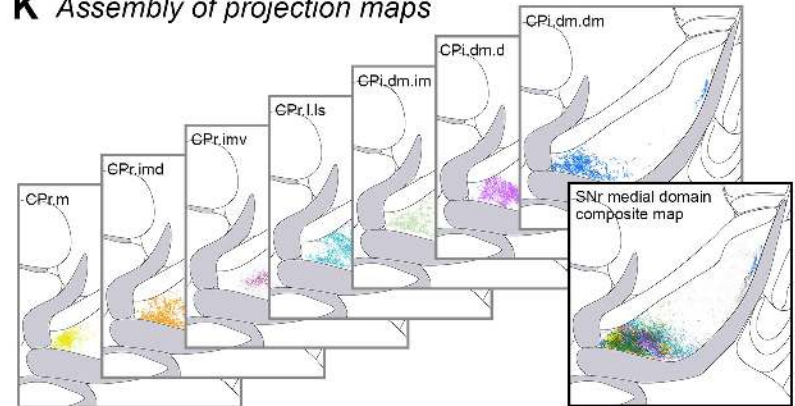 K Assembly of projection maps
CPi.dm.dm
CPi.dm.d
CPi.dm.im
CPr.l.ls
CPr.imv
CPr.imd
CPr.m
SNr medial domain
composite map